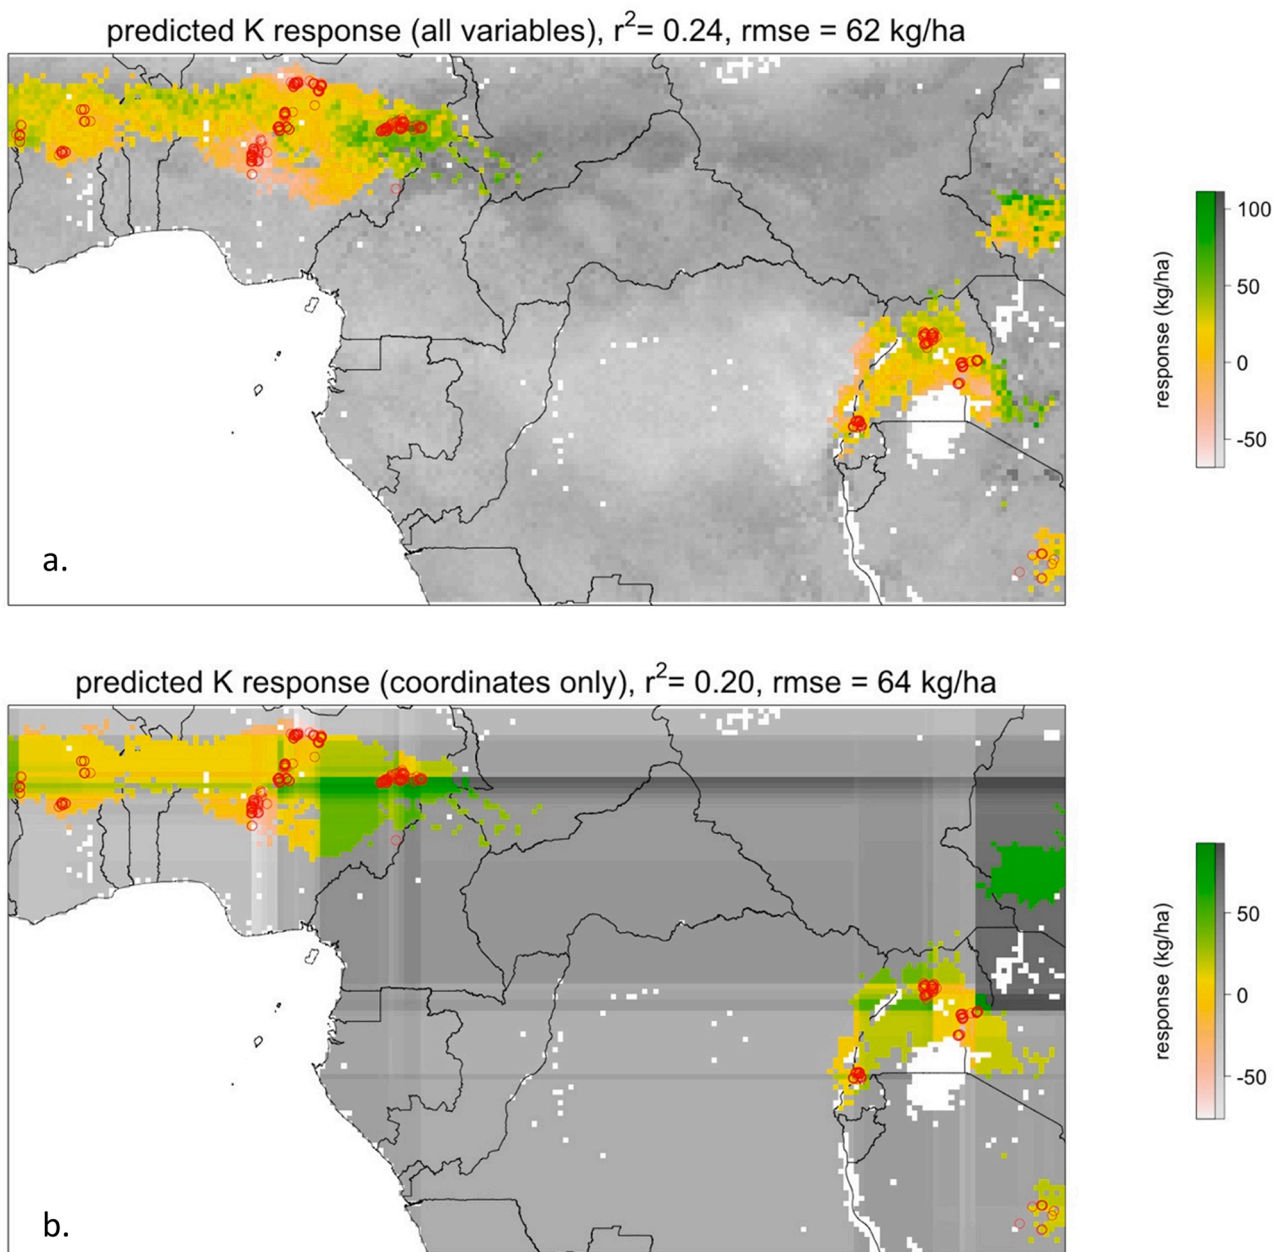 predicted K response (all variables), r²= 0.24, rmse = 62 kg/ha
100
50
0
-50
response (kg/ha)
a.
predicted K response (coordinates only), r²= 0.20, rmse = 64 kg/ha
50
0
-50
response (kg/ha)
b.